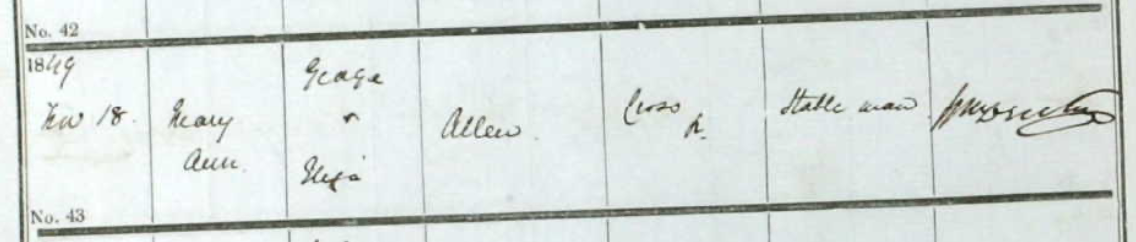 No. 42
1849
Nov 18.
Mary
Ann.
George
&
Eliza
Allen.
Cross
R.
Stable man
No. 43